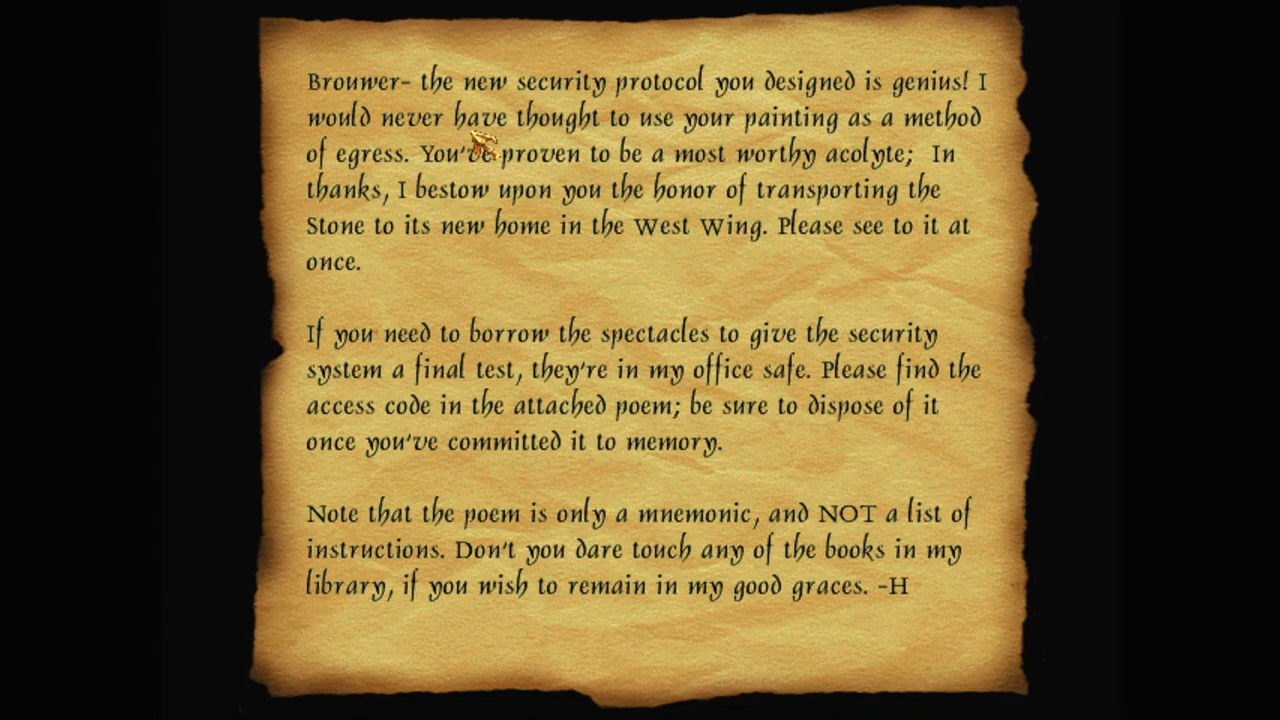 Brouwer- the new security protocol you designed is genius! I
would never have thought to use your painting as a method
of egress. You've proven to be a most worthy acolyte;  In
thanks, I bestow upon you the honor of transporting the
Stone to its new home in the West Wing. Please see to it at
once.
If you need to borrow the spectacles to give the security
system a final test, they're in my office safe. Please find the
access code in the attached poem; be sure to dispose of it
once you've committed it to memory.
Note that the poem is only a mnemonic, and NOT a list of
instructions. Don't you dare touch any of the books in my
library, if you wish to remain in my good graces. -H